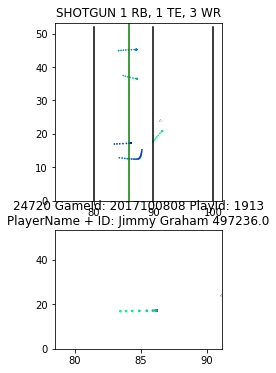 SHOTGUN 1 RB, 1 TE, 3 WR
50
40
30
20
10
0
80 90 100
24720 GameId: 2017100808 PlayId: 1913
PlayerName + ID: Jimmy Graham 497236.0
40
20
0
80 85 90